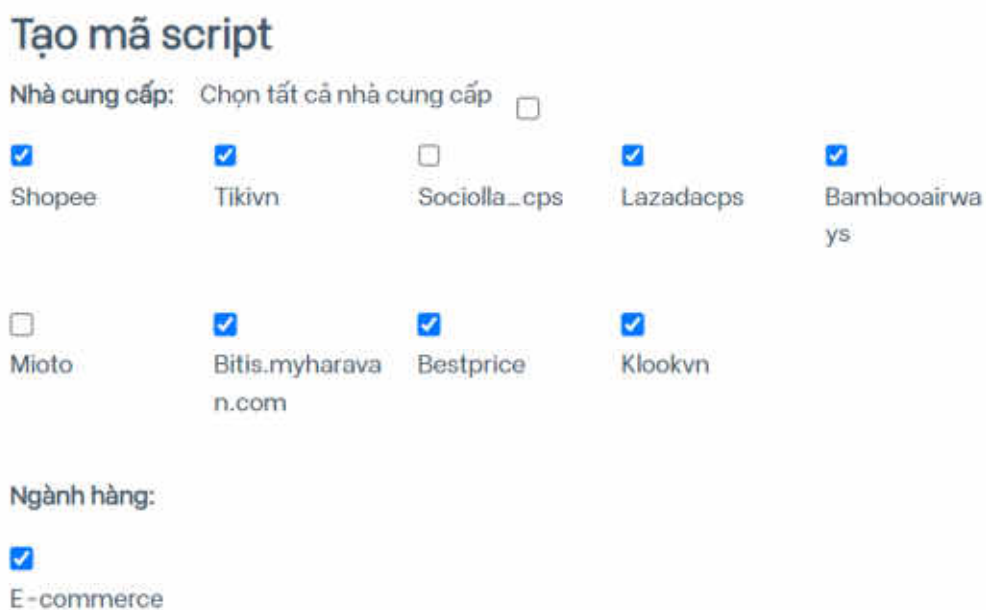 Tạo mã script
Nhà cung cấp: Chọn tất cả nhà cung cấp
Shopee Tikivn Sociolla_cps Lazadacps Bambooairwa
ys
Mioto Bitis.myharava Bestprice Klookvn
n.com
Ngành hàng:
E-commerce